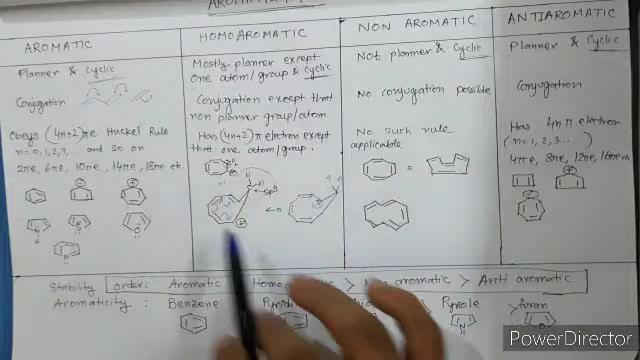 AROMATIC
Planner & Cyclic
Conjugation
Obeys (4n+2)πe Huckel Rule
n=0,1,2,3,.. and so on
2πe, 6πe, 10πe, 14πe, 18πe etc.
HOMOAROMATIC
Mostly planner except
one atom/group & Cyclic
Conjugation except that
non planner group/atom
Has (4n+2) π electron except
that one atom/group.
NON AROMATIC
Not planner & Cyclic
No conjugation possible
No such rule
applicable
ANTIAROMATIC
Planner & Cyclic
Conjugation
Has 4n π electron
(n=1, 2, 3...)
4πe, 8πe, 12πe, 16πe etc
Stability order: Aromatic > Anti aromatic
Aromaticity : Benzene > Pyrrole > furan
PowerDirector